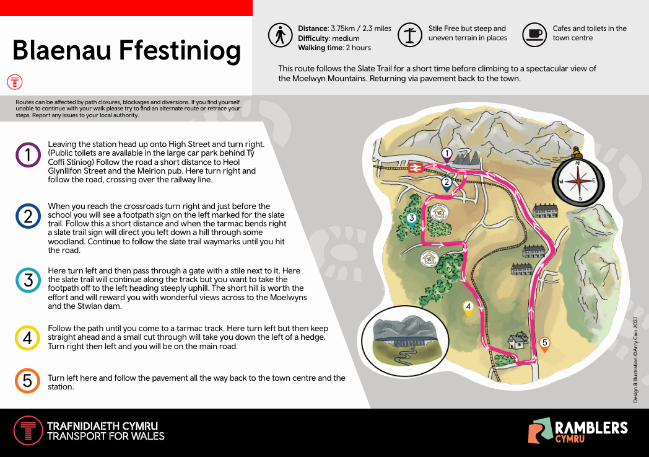 Blaenau Ffestiniog
Distance: 3.75km / 2.3 miles
Difficulty: medium
Walking time: 2 hours
Stile Free but steep and
uneven terrain in places
Cafes and toilets in the
town centre
This route follows the Slate Trail for a short time before climbing to a spectacular view of
the Moelwyn Mountains. Returning via pavement back to the town.
Routes can be affected by path closures, blockages and diversions. If you find yourself
unable to continue with your walk please try to find an alternate route or retrace your
steps. Report any issues to your local authority.
1
Leaving the station head up onto High Street and turn right.
(Public toilets are available in the large car park behind Tŷ
Coffi Stiniog) Follow the road a short distance to Heol
Glynllifon Street and the Meirion pub. Here turn right and
follow the road, crossing over the railway line.
2
When you reach the crossroads turn right and just before the
school you will see a footpath sign on the left marked for the slate
trail. Follow this a short distance and when the tarmac bends right
a slate trail sign will direct you left down a hill through some
woodland. Continue to follow the slate trail waymarks until you hit
the road.
3
Here turn left and then pass through a gate with a stile next to it. Here
the slate trail will continue along the track but you want to take the
footpath off to the left heading steeply uphill. The short hill is worth the
effort and will reward you with wonderful views across to the Moelwyns
and the Stwlan dam.
4
Follow the path until you come to a tarmac track. Here turn left but then keep
straight ahead and a small cut through will take you down the left of a hedge.
Turn right then left and you will be on the main road.
5
Turn left here and follow the pavement all the way back to the town centre and the
station.
1
2
3
4
5
N
S
TRAFNIDIAETH CYMRU
TRANSPORT FOR WALES
RAMBLERS
CYMRU